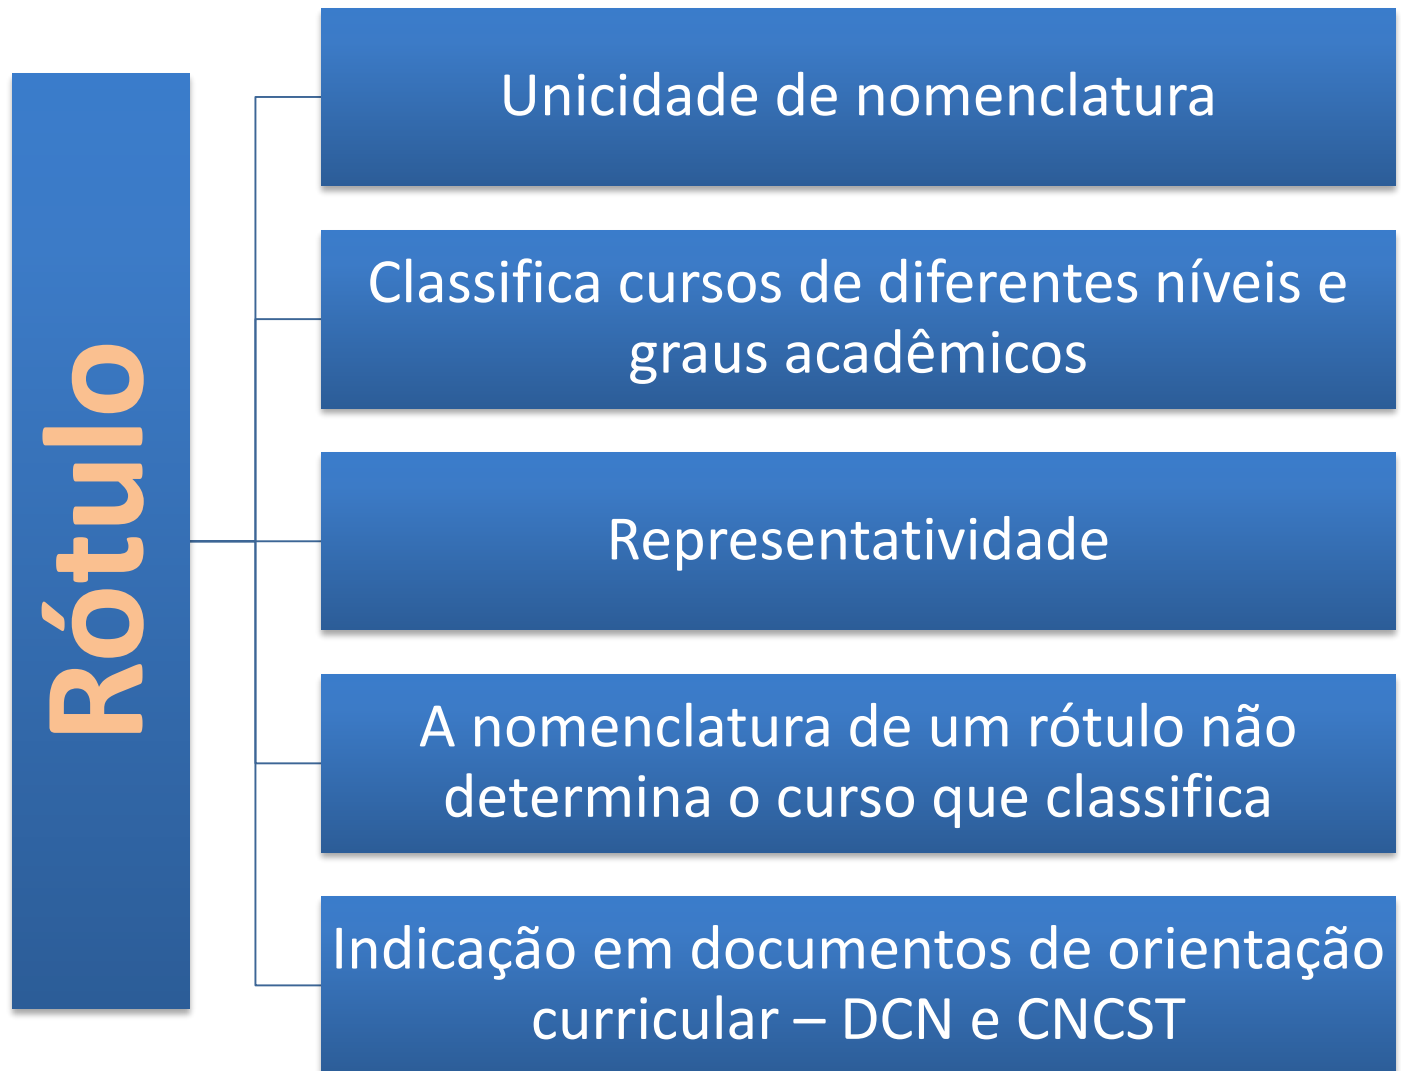 Rótulo
Unicidade de nomenclatura
Classifica cursos de diferentes níveis e
graus acadêmicos
Representatividade
A nomenclatura de um rótulo não
determina o curso que classifica
Indicação em documentos de orientação
curricular – DCN e CNCST